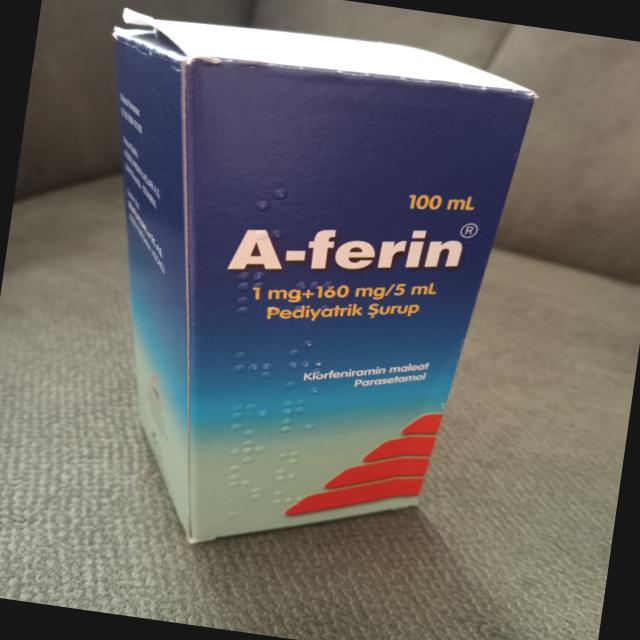 100 mL
A-ferin®
1 mg+160 mg/5 mL
Pediyatrik Şurup
Klorfeniramin maleat
Parasetamol